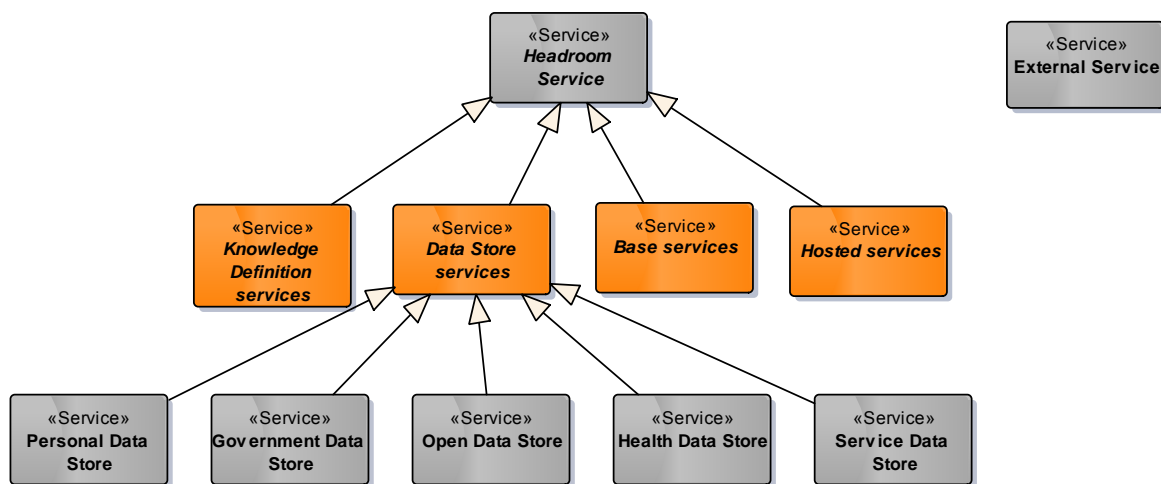 «Service»
Headroom
Service
«Service»
External Service
«Service»
Knowledge
Definition
services
«Service»
Data Store
services
«Service»
Base services
«Service»
Hosted services
«Service»
Personal Data
Store
«Service»
Government Data
Store
«Service»
Open Data Store
«Service»
Health Data Store
«Service»
Service Data
Store